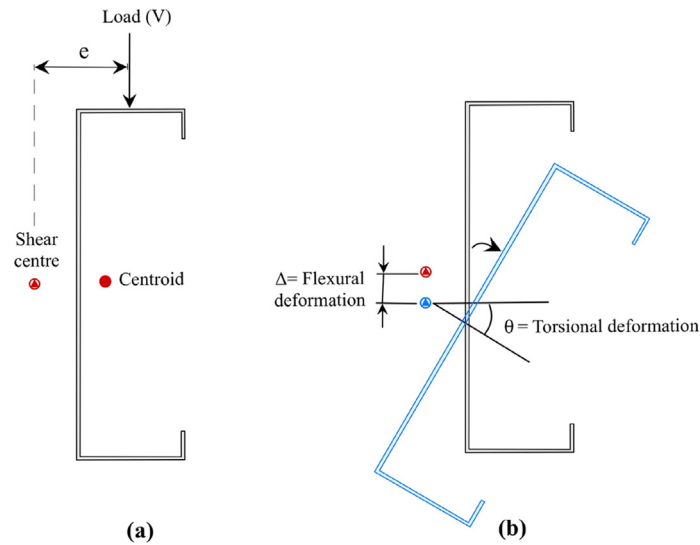 Load (V)
e
Shear
centre
Centroid
(a)
Δ= Flexural
deformation
θ = Torsional deformation
(b)